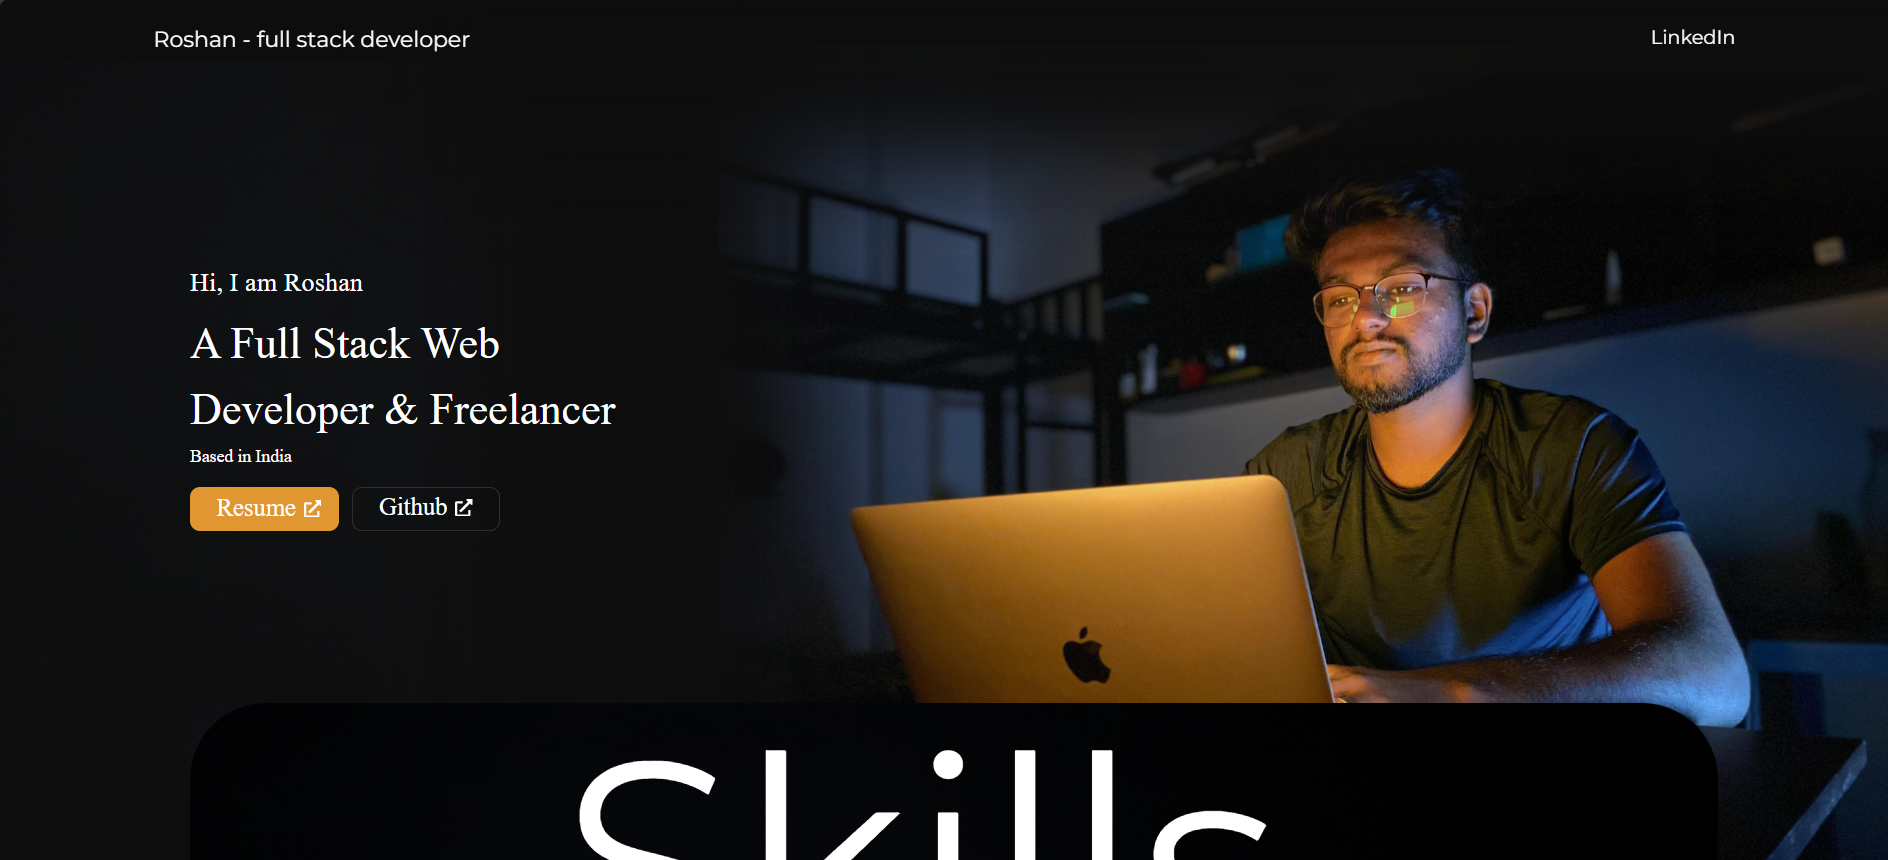 Roshan - full stack developer
LinkedIn
Hi, I am Roshan
A Full Stack Web
Developer & Freelancer
Based in India
Resume
Github
Skills